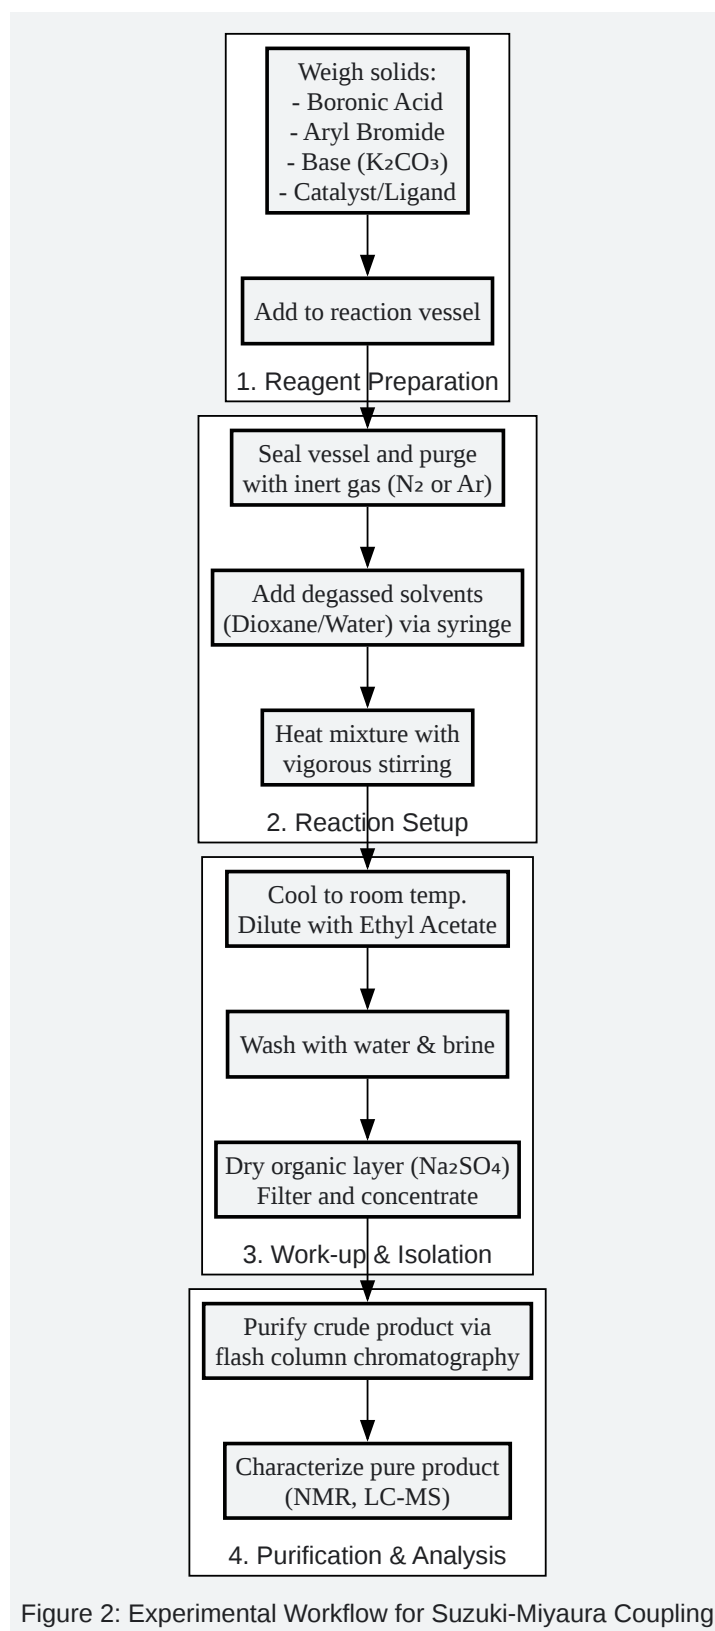 Weigh solids:
- Boronic Acid
- Aryl Bromide
- Base (K₂CO₃)
- Catalyst/Ligand
Add to reaction vessel
1. Reagent Preparation
Seal vessel and purge
with inert gas (N₂ or Ar)
Add degassed solvents
(Dioxane/Water) via syringe
Heat mixture with
vigorous stirring
2. Reaction Setup
Cool to room temp.
Dilute with Ethyl Acetate
Wash with water & brine
Dry organic layer (Na₂SO₄)
Filter and concentrate
3. Work-up & Isolation
Purify crude product via
flash column chromatography
Characterize pure product
(NMR, LC-MS)
4. Purification & Analysis
Figure 2: Experimental Workflow for Suzuki-Miyaura Coupling